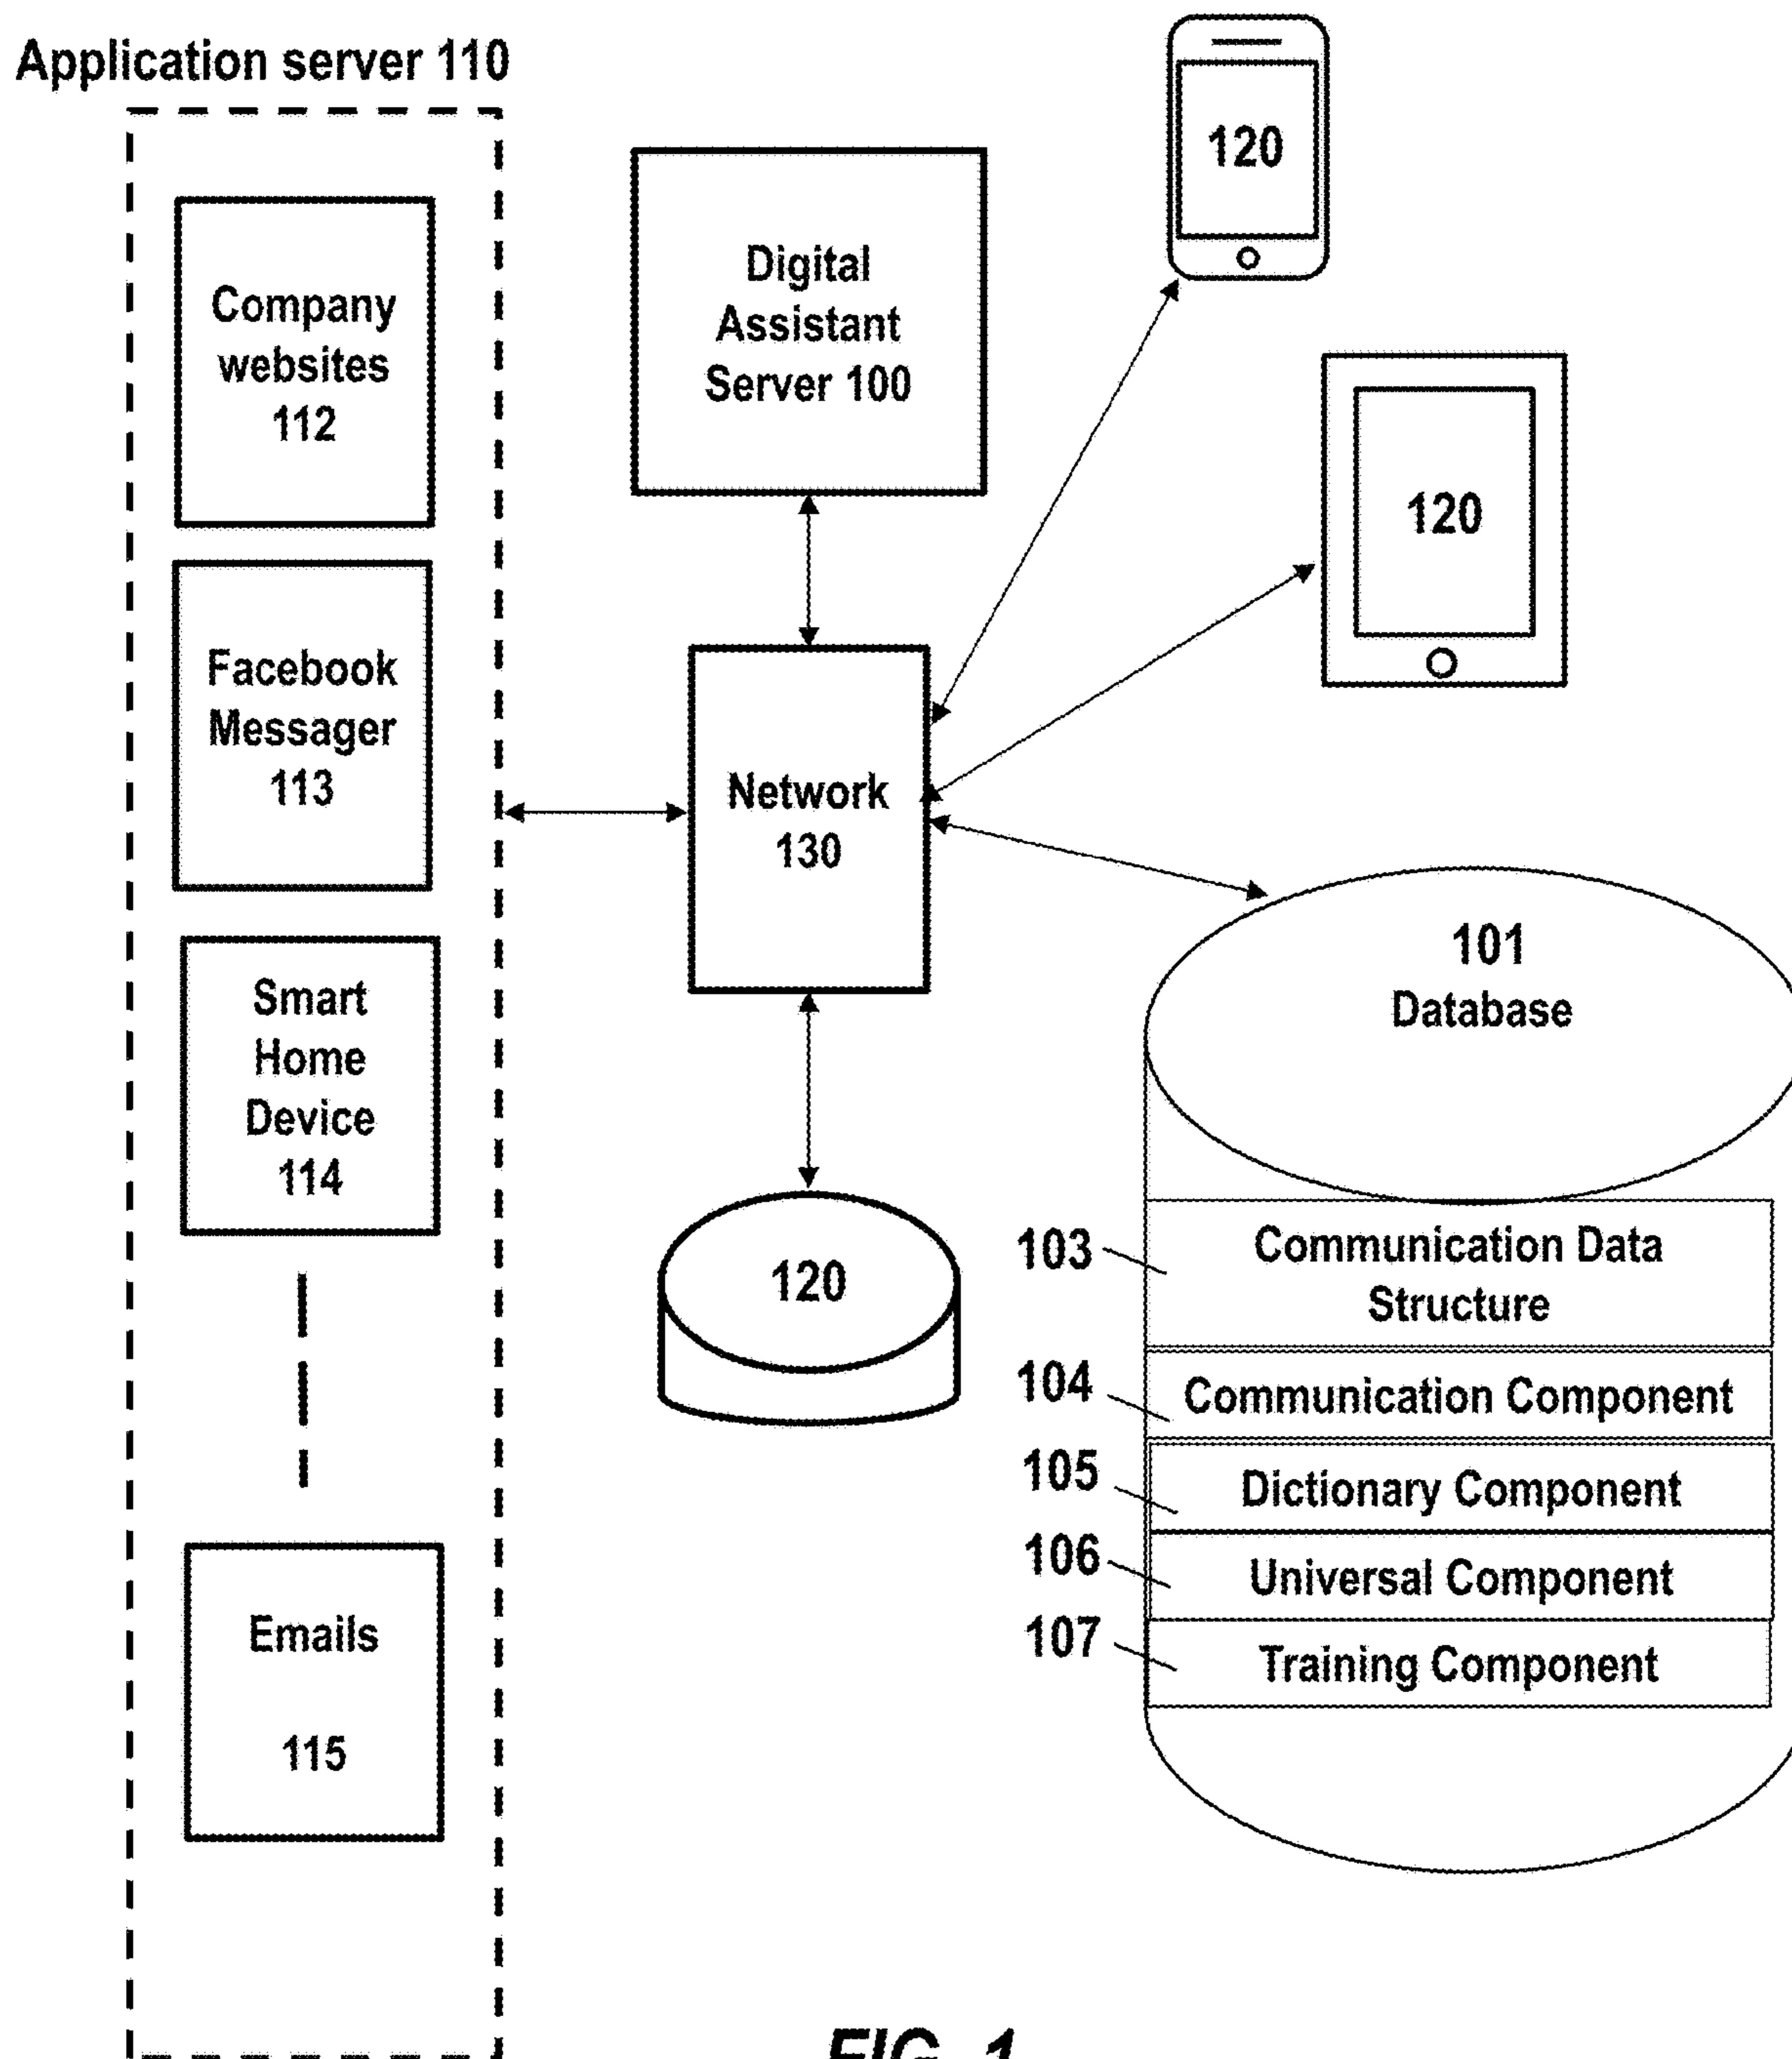 Application server 110
Company
websites
112
Facebook
Messager
113
Smart
Home
Device
114
Emails
115
Digital
Assistant
Server 100
Network
130
120
120
120
101
Database
103
Communication Data
Structure
104
Communication Component
105
Dictionary Component
106
Universal Component
107
Training Component
FIG. 1